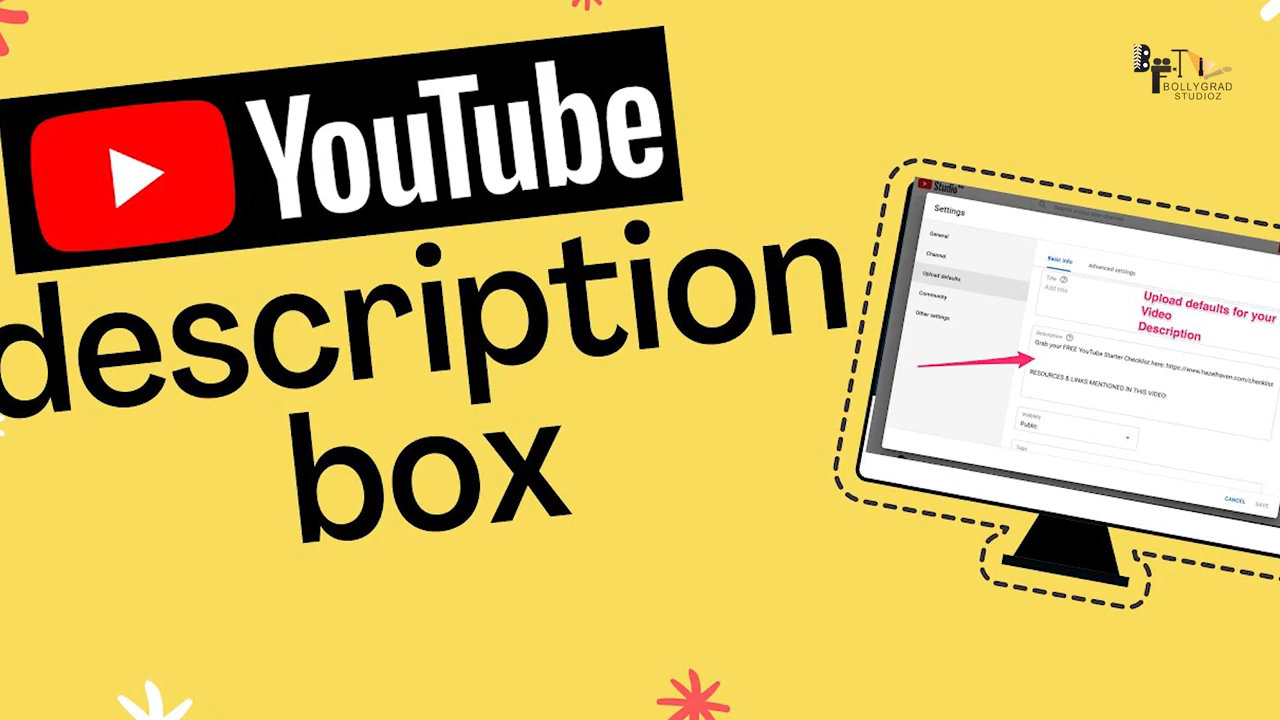 YouTube
description
box
BFTi
BOLLYGRAD
STUDIOZ
Studio
Settings
General
Channel
Upload defaults
Community
Other settings
Basic info
Advanced settings
Title
Add title
Upload defaults for your
Video
Description
Description
Grab your FREE YouTube Starter Checklist here: https://www.hazelhaven.com/checklist
RESOURCES & LINKS MENTIONED IN THIS VIDEO
Visibility
Public
Tags
CANCEL
SAVE